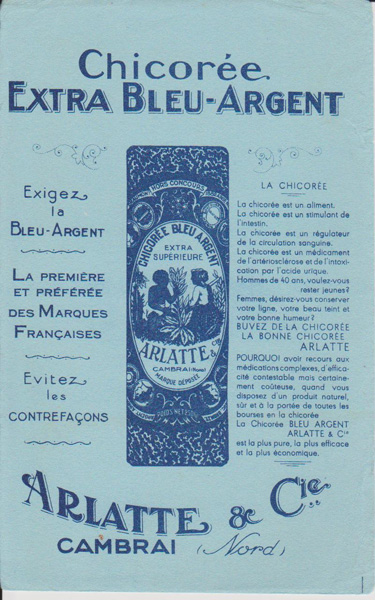 Chicorée
EXTRA BLEU-ARGENT
Exigez
la
BLEU-ARGENT
LA PREMIÈRE
ET PRÉFÉRÉE
DES MARQUES
FRANÇAISES
Evitez
les
CONTREFAÇONS
HORS CONCOURS
CHICORÉE BLEU ARGENT
EXTRA
SUPÉRIEURE
ARLATTE & Cie
CAMBRAI (Nord)
MARQUE DÉPOSÉE
POIDS NET
LA CHICORÉE
La chicorée est un aliment.
La chicorée est un stimulant de
l'intestin.
La chicorée est un régulateur
de la circulation sanguine.
La chicorée est un médicament
de l'artériosclérose et de l'intoxi-
cation par l'acide urique.
Hommes de 40 ans, voulez-vous
rester jeunes?
Femmes, désirez-vous conserver
votre ligne, votre beau teint et
votre bonne humeur?
BUVEZ DE LA CHICORÉE
LA BONNE CHICORÉE
ARLATTE
POURQUOI avoir recours aux
médications complexes, d'effica-
cité contestable mais certaine-
ment coûteuse, quand vous
disposez d'un produit naturel,
sûr et à la portée de toutes les
bourses en la chicorée
La Chicorée BLEU ARGENT
ARLATTE & Cie
est la plus pure, la plus efficace
et la plus économique.
ARLATTE & Cie
CAMBRAI (Nord)